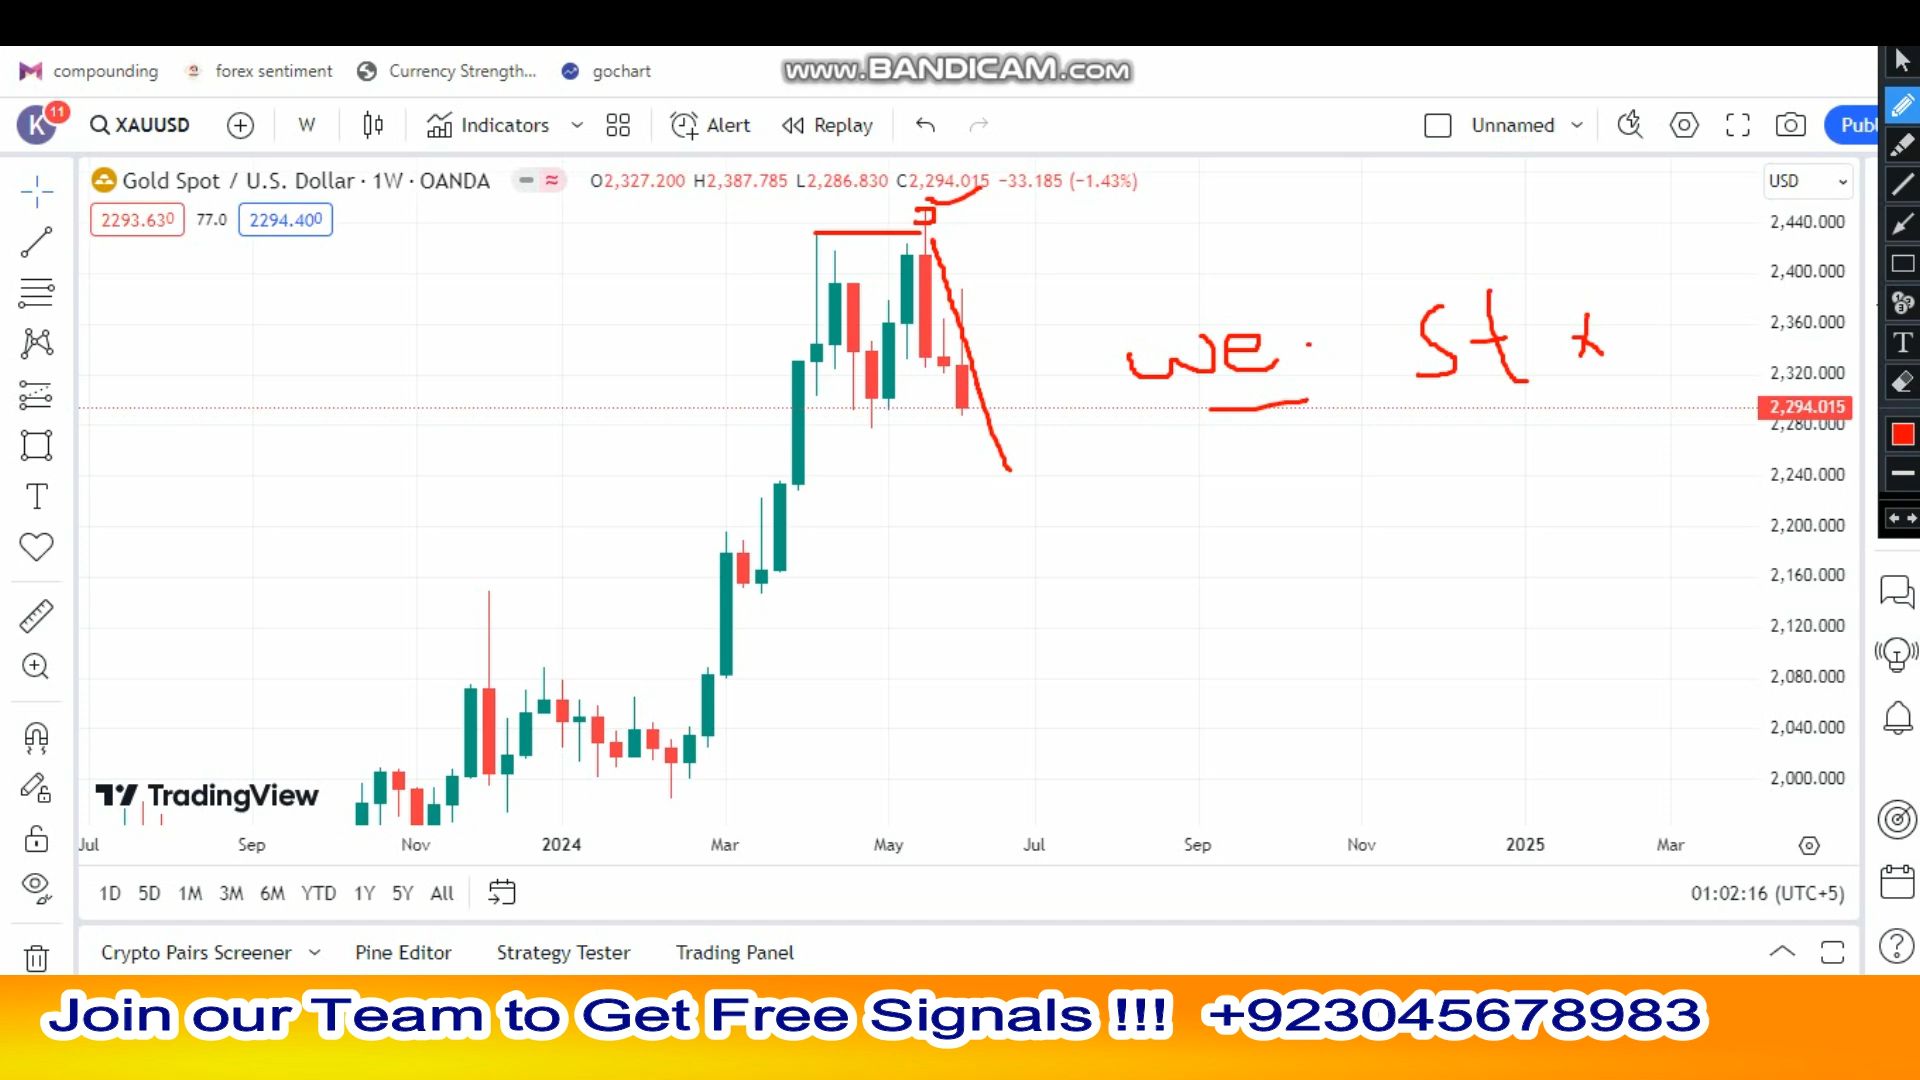 www.BANDICAM.com
compounding forex sentiment Currency Strength... gochart
K 11 XAUUSD W Indicators Alert Replay Unnamed Publ
Gold Spot / U.S. Dollar · 1W · OANDA O2,327.200 H2,387.785 L2,286.830 C2,294.015 −33.185 (−1.43%) USD
2293.630 77.0 2294.400
2,440.000
2,400.000
2,360.000
we. St
2,320.000
2,294.015
2,280.000
2,240.000
2,200.000
2,160.000
2,120.000
2,080.000
2,040.000
2,000.000
TradingView
Jul Sep Nov 2024 Mar May Jul Sep Nov 2025 Mar
1D 5D 1M 3M 6M YTD 1Y 5Y All 01:02:16 (UTC+5)
Crypto Pairs Screener Pine Editor Strategy Tester Trading Panel
Join our Team to Get Free Signals !!! +923045678983